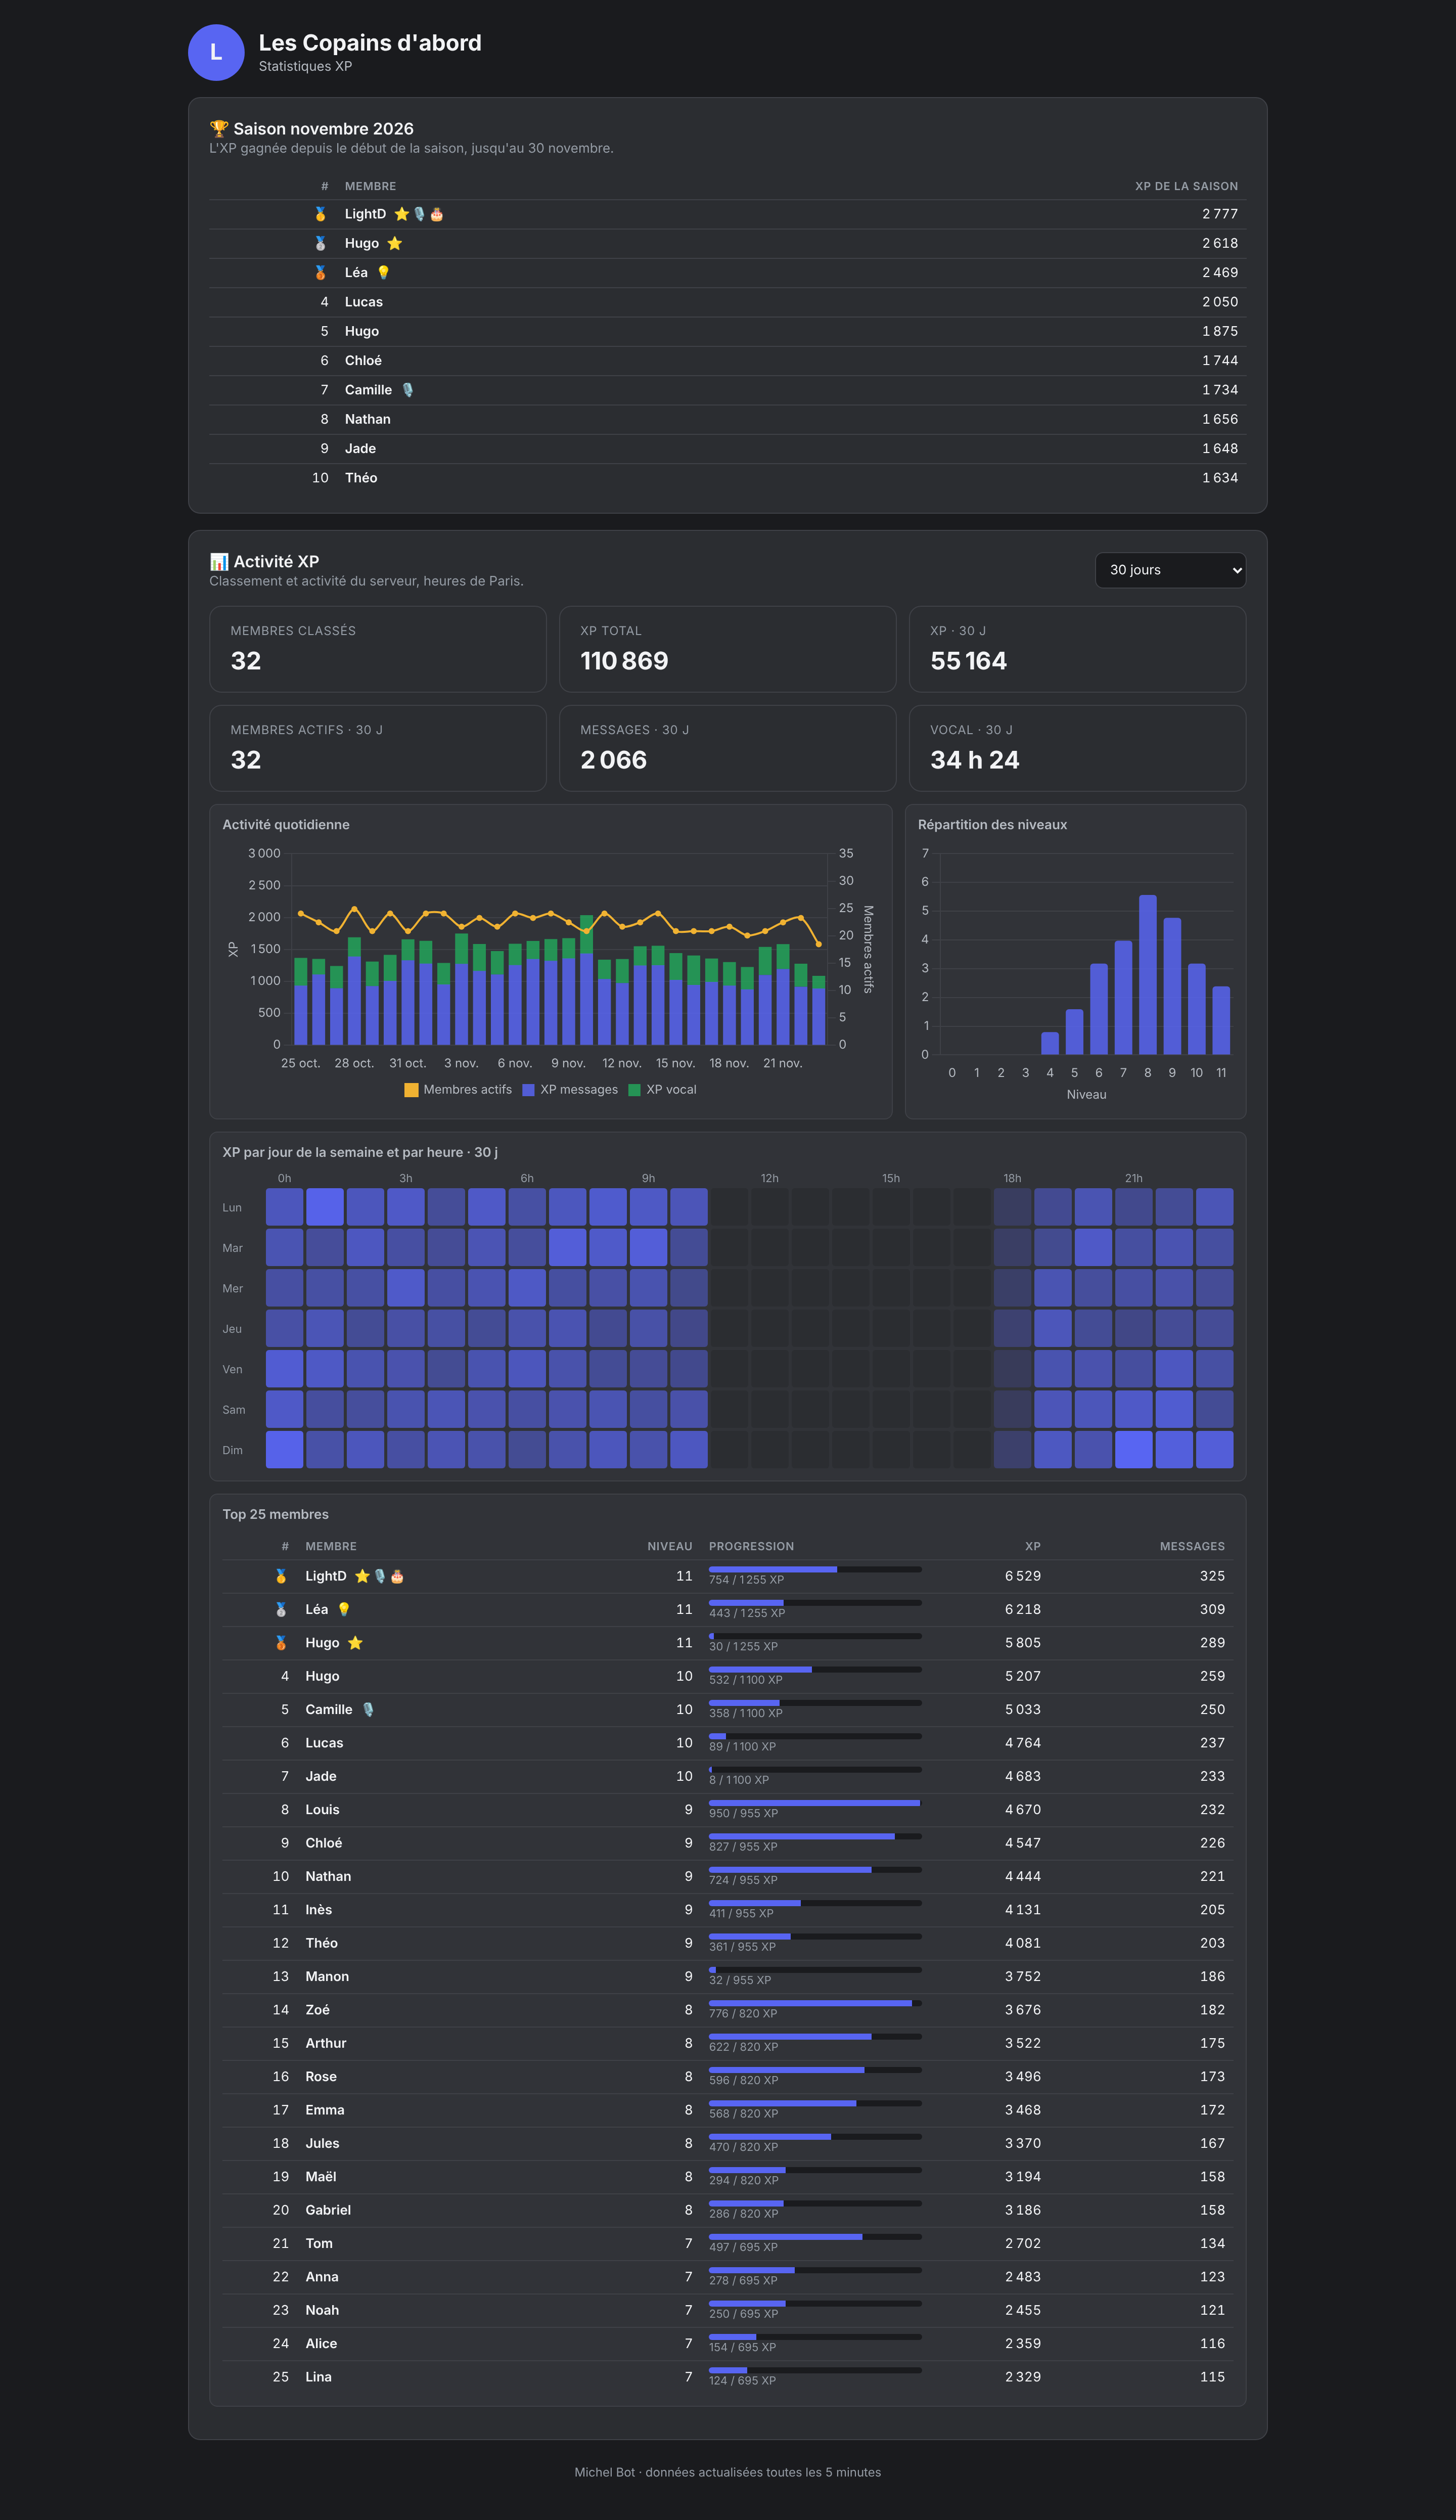 L
Les Copains d'abord
Statistiques XP
🏆 Saison novembre 2026
L'XP gagnée depuis le début de la saison, jusqu'au 30 novembre.
# MEMBRE XP DE LA SAISON
🥇 LightD ⭐🎙️🎂 2 777
🥈 Hugo ⭐ 2 618
🥉 Léa 💡 2 469
4 Lucas 2 050
5 Hugo 1 875
6 Chloé 1 744
7 Camille 🎙️ 1 734
8 Nathan 1 656
9 Jade 1 648
10 Théo 1 634
📊 Activité XP
Classement et activité du serveur, heures de Paris.
30 jours
MEMBRES CLASSÉS
32
XP TOTAL
110 869
XP · 30 J
55 164
MEMBRES ACTIFS · 30 J
32
MESSAGES · 30 J
2 066
VOCAL · 30 J
34 h 24
Activité quotidienne
3 000
2 500
2 000
1 500
1 000
500
0
XP
35
30
25
20
15
10
5
0
Membres actifs
25 oct. 28 oct. 31 oct. 3 nov. 6 nov. 9 nov. 12 nov. 15 nov. 18 nov. 21 nov.
Membres actifs XP messages XP vocal
Répartition des niveaux
7
6
5
4
3
2
1
0
0 1 2 3 4 5 6 7 8 9 10 11
Niveau
XP par jour de la semaine et par heure · 30 j
0h 3h 6h 9h 12h 15h 18h 21h
Lun
Mar
Mer
Jeu
Ven
Sam
Dim
Top 25 membres
# MEMBRE NIVEAU PROGRESSION XP MESSAGES
🥇 LightD ⭐🎙️🎂 11 754 / 1 255 XP 6 529 325
🥈 Léa 💡 11 443 / 1 255 XP 6 218 309
🥉 Hugo ⭐ 11 30 / 1 255 XP 5 805 289
4 Hugo 10 532 / 1 100 XP 5 207 259
5 Camille 🎙️ 10 358 / 1 100 XP 5 033 250
6 Lucas 10 89 / 1 100 XP 4 764 237
7 Jade 10 8 / 1 100 XP 4 683 233
8 Louis 9 950 / 955 XP 4 670 232
9 Chloé 9 827 / 955 XP 4 547 226
10 Nathan 9 724 / 955 XP 4 444 221
11 Inès 9 411 / 955 XP 4 131 205
12 Théo 9 361 / 955 XP 4 081 203
13 Manon 9 32 / 955 XP 3 752 186
14 Zoé 8 776 / 820 XP 3 676 182
15 Arthur 8 622 / 820 XP 3 522 175
16 Rose 8 596 / 820 XP 3 496 173
17 Emma 8 568 / 820 XP 3 468 172
18 Jules 8 470 / 820 XP 3 370 167
19 Maël 8 294 / 820 XP 3 194 158
20 Gabriel 8 286 / 820 XP 3 186 158
21 Tom 7 497 / 695 XP 2 702 134
22 Anna 7 278 / 695 XP 2 483 123
23 Noah 7 250 / 695 XP 2 455 121
24 Alice 7 154 / 695 XP 2 359 116
25 Lina 7 124 / 695 XP 2 329 115
Michel Bot · données actualisées toutes les 5 minutes